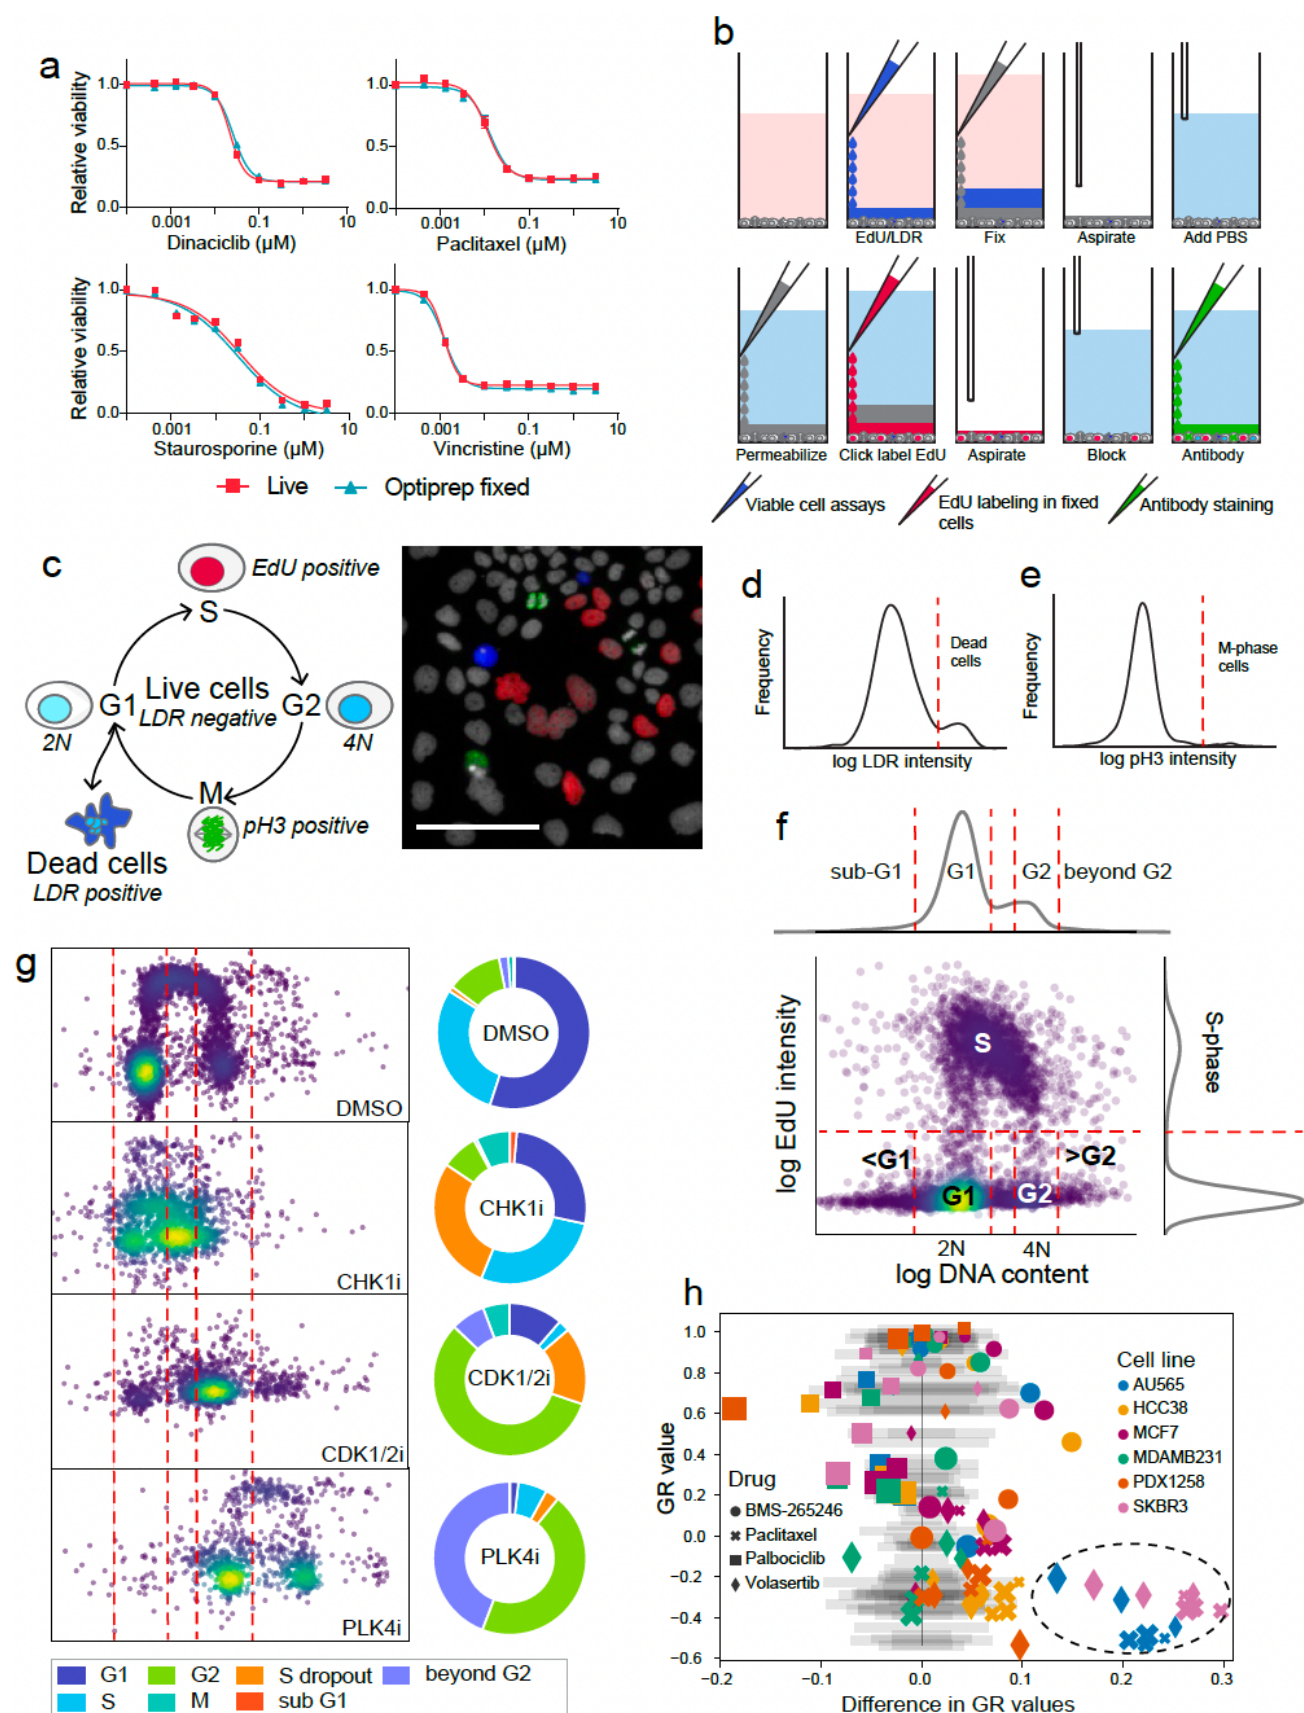 a
Relative viability
1.0
0.5
0.0
0.001 0.1 10
Dinaciclib (µM)
1.0
0.5
0.0
0.001 0.1 10
Paclitaxel (µM)
Relative viability
1.0
0.5
0.0
0.001 0.1 10
Staurosporine (µM)
1.0
0.5
0.0
0.001 0.1 10
Vincristine (µM)
Live Optiprep fixed
b
EdU/LDR Fix Aspirate Add PBS
Permeabilize Click label EdU Aspirate Block Antibody
Viable cell assays
EdU labeling in fixed
cells
Antibody staining
c
EdU positive
S
Live cells
LDR negative
G1 G2
2N 4N
M
pH3 positive
Dead cells
LDR positive
d
Frequency
Dead
cells
log LDR intensity
e
Frequency
M-phase
cells
log pH3 intensity
f
sub-G1 G1 G2 beyond G2
log EdU intensity
S
<G1 >G2
G1 G2
2N 4N
log DNA content
S-phase
g
DMSO
DMSO
CHK1i
CHK1i
CDK1/2i
CDK1/2i
PLK4i
PLK4i
G1 G2 S dropout beyond G2
S M sub G1
h
GR value
1.0
0.8
0.6
0.4
0.2
0.0
−0.2
−0.4
−0.6
−0.2 −0.1 0.0 0.1 0.2 0.3
Difference in GR values
Drug
BMS-265246
Paclitaxel
Palbociclib
Volasertib
Cell line
AU565
HCC38
MCF7
MDAMB231
PDX1258
SKBR3